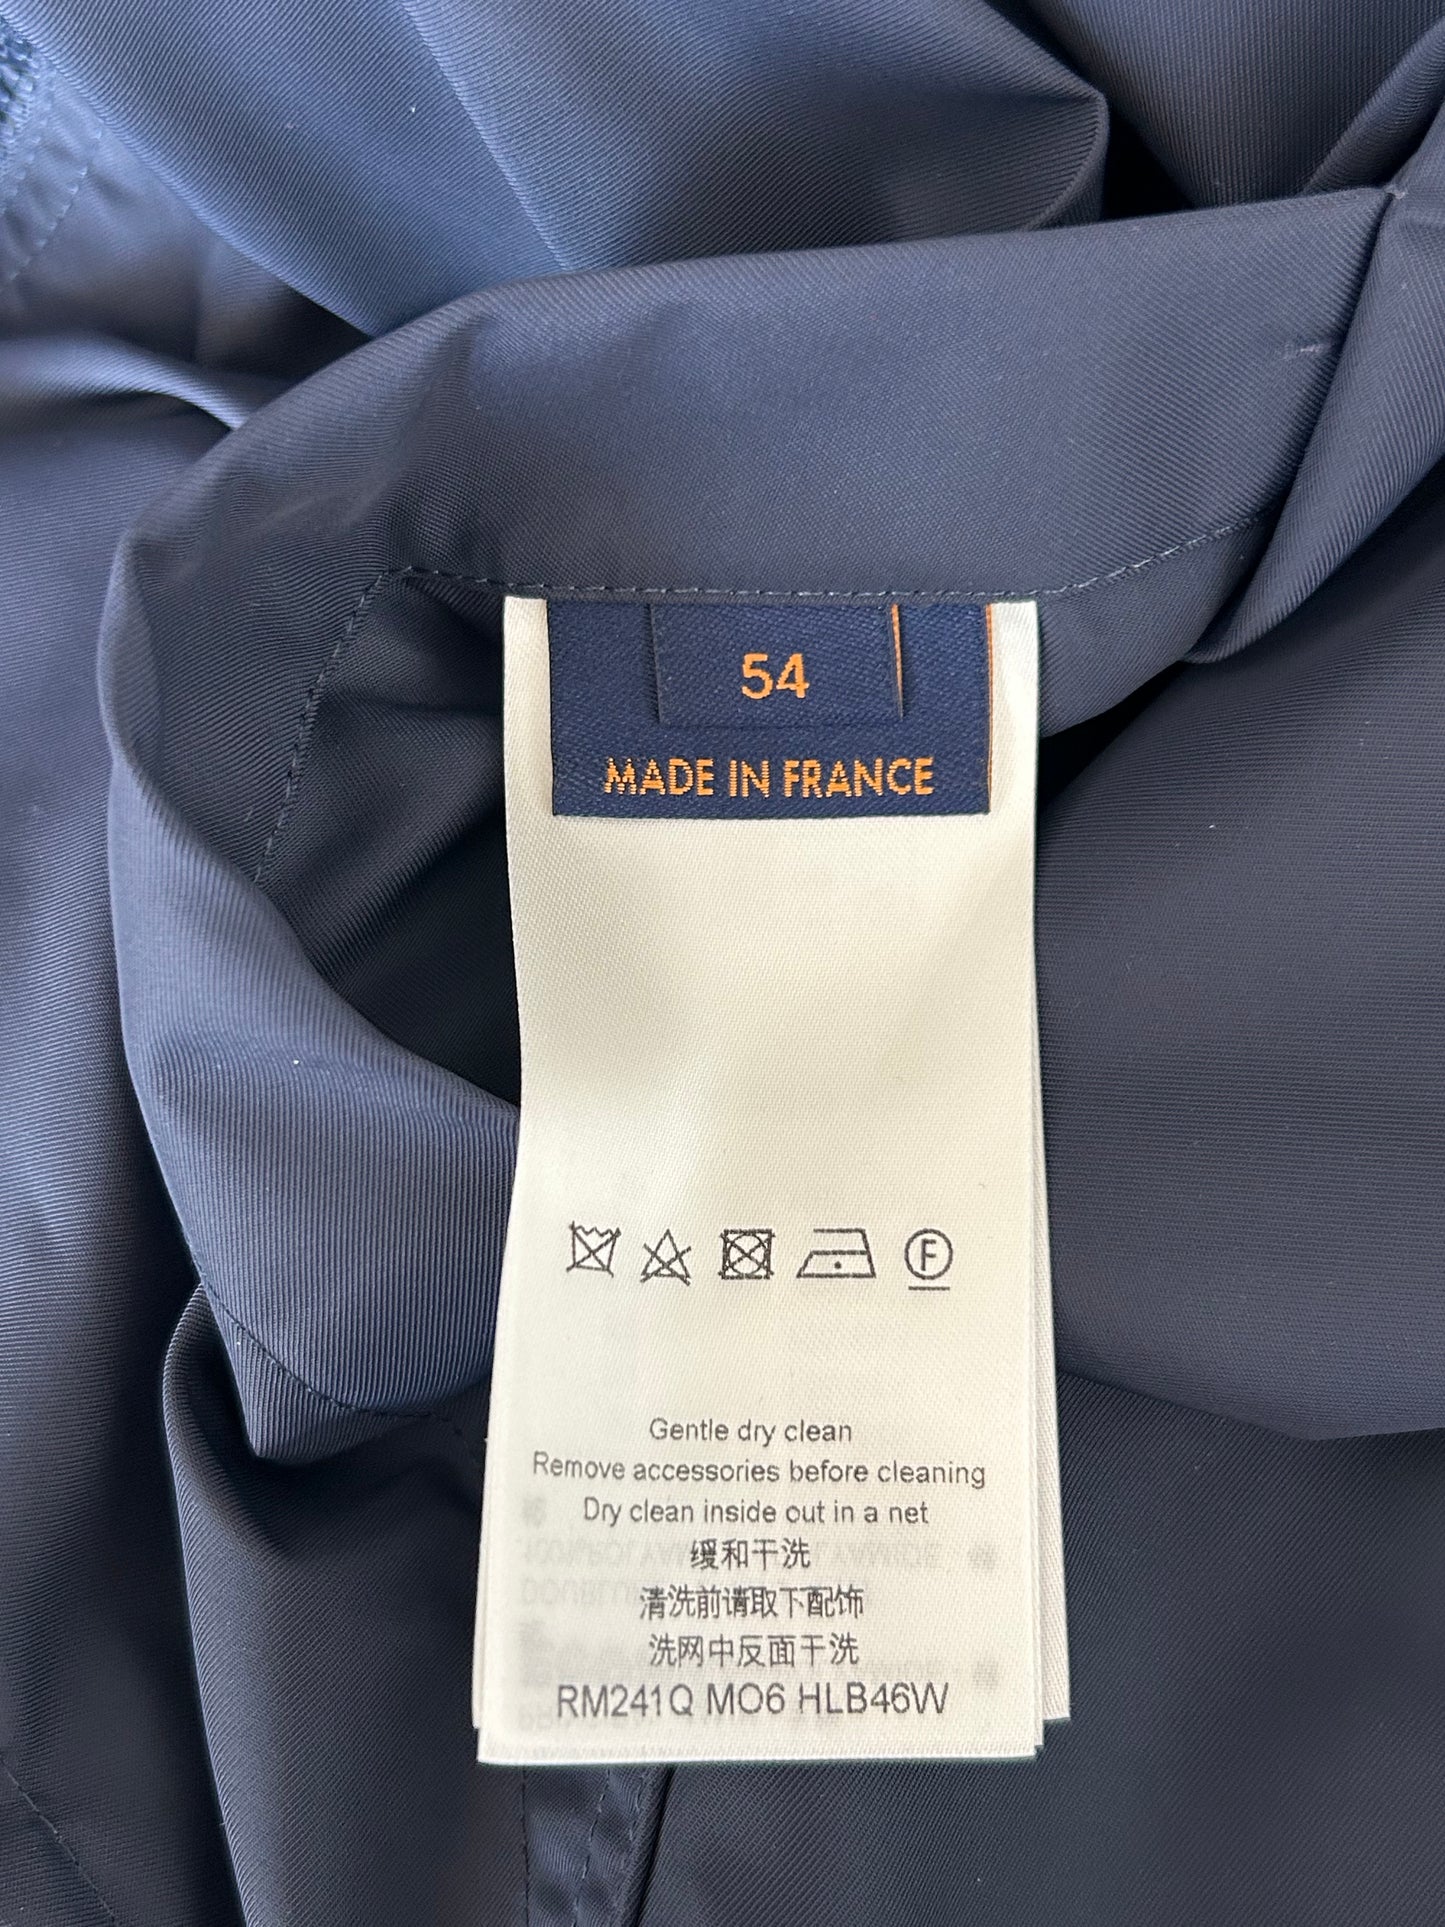 54
MADE IN FRANCE
F
Gentle dry clean
Remove accessories before cleaning
Dry clean inside out in a net
缓和干洗
清洗前请取下配饰
洗网中反面干洗
RM241Q MO6 HLB46W